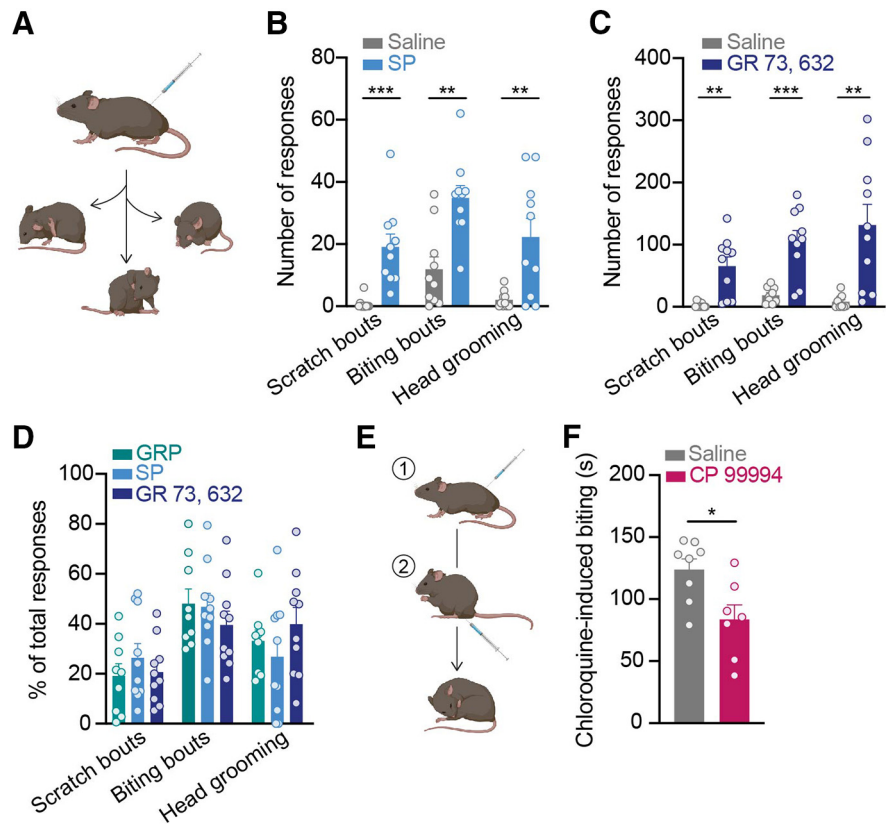 A
B
Saline
SP
Number of responses
80
60
40
20
0
***
**
**
Scratch bouts
Biting bouts
Head grooming
C
Saline
GR 73, 632
Number of responses
400
300
200
100
0
**
***
**
Scratch bouts
Biting bouts
Head grooming
D
GRP
SP
GR 73, 632
% of total responses
100
80
60
40
20
0
Scratch bouts
Biting bouts
Head grooming
E
1
2
F
Saline
CP 99994
Chloroquine-induced biting (s)
200
150
100
50
0
*